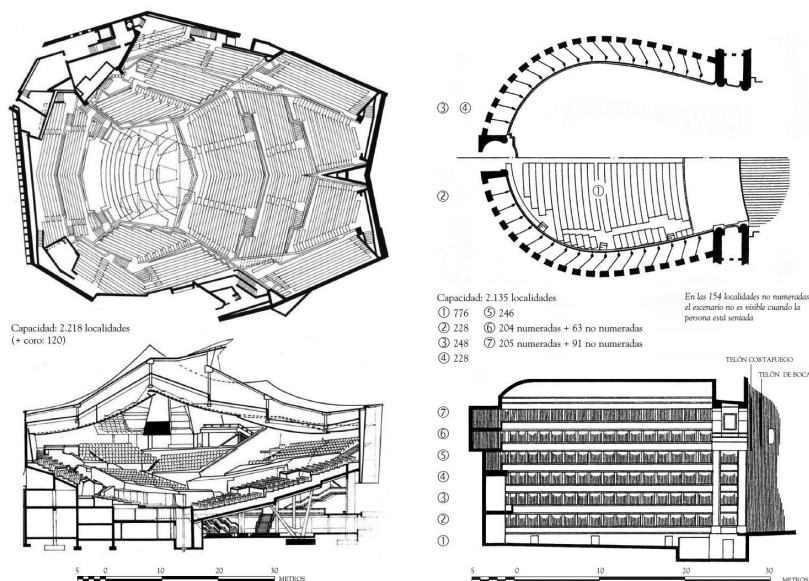 Capacidad: 2.218 localidades
(+ coro: 120)
5 0 10 20 30 METROS
③ ④
②
①
Capacidad: 2.135 localidades
① 776 ⑤ 246
② 228 ⑥ 204 numeradas + 63 no numeradas
③ 248 ⑦ 205 numeradas + 91 no numeradas
④ 228
En las 154 localidades no numeradas
el escenario no es visible cuando la
persona está sentada
TELÓN CORTAFUEGO
TELÓN DE BOCA
⑦
⑥
⑤
④
③
②
①
5 0 10 20 30
METROS